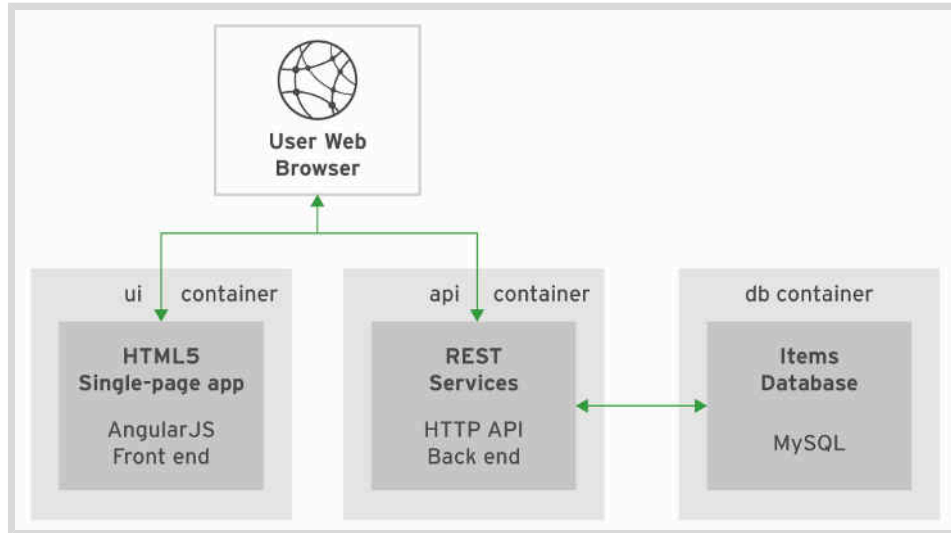 User Web
Browser
ui container
api container
db container
HTML5
Single-page app
AngularJS
Front end
REST
Services
HTTP API
Back end
Items
Database
MySQL